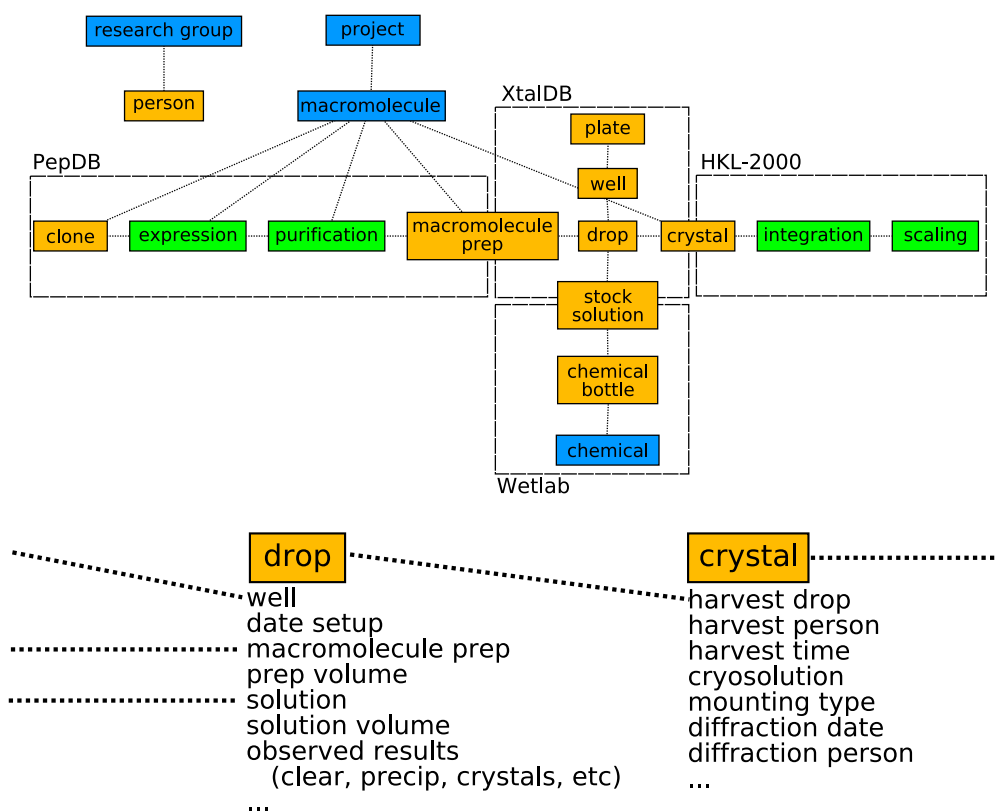 research group
project
person
macromolecule
XtalDB
plate
PepDB
HKL-2000
well
clone
expression
purification
macromolecule
prep
drop
crystal
integration
scaling
stock
solution
chemical
bottle
chemical
Wetlab
drop
well
date setup
macromolecule prep
prep volume
solution
solution volume
observed results
(clear, precip, crystals, etc)
...
crystal
harvest drop
harvest person
harvest time
cryosolution
mounting type
diffraction date
diffraction person
...